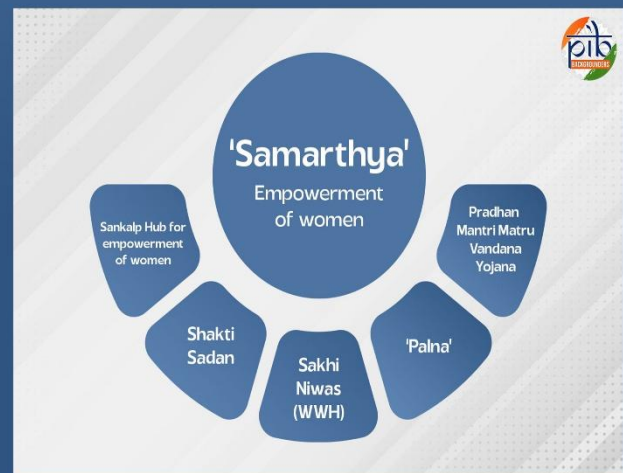 pib
BACKGROUNDERS
'Samarthya'
Empowerment
of women
Sankalp Hub for
empowerment
of women
Shakti
Sadan
Sakhi
Niwas
(WWH)
'Palna'
Pradhan
Mantri Matru
Vandana
Yojana